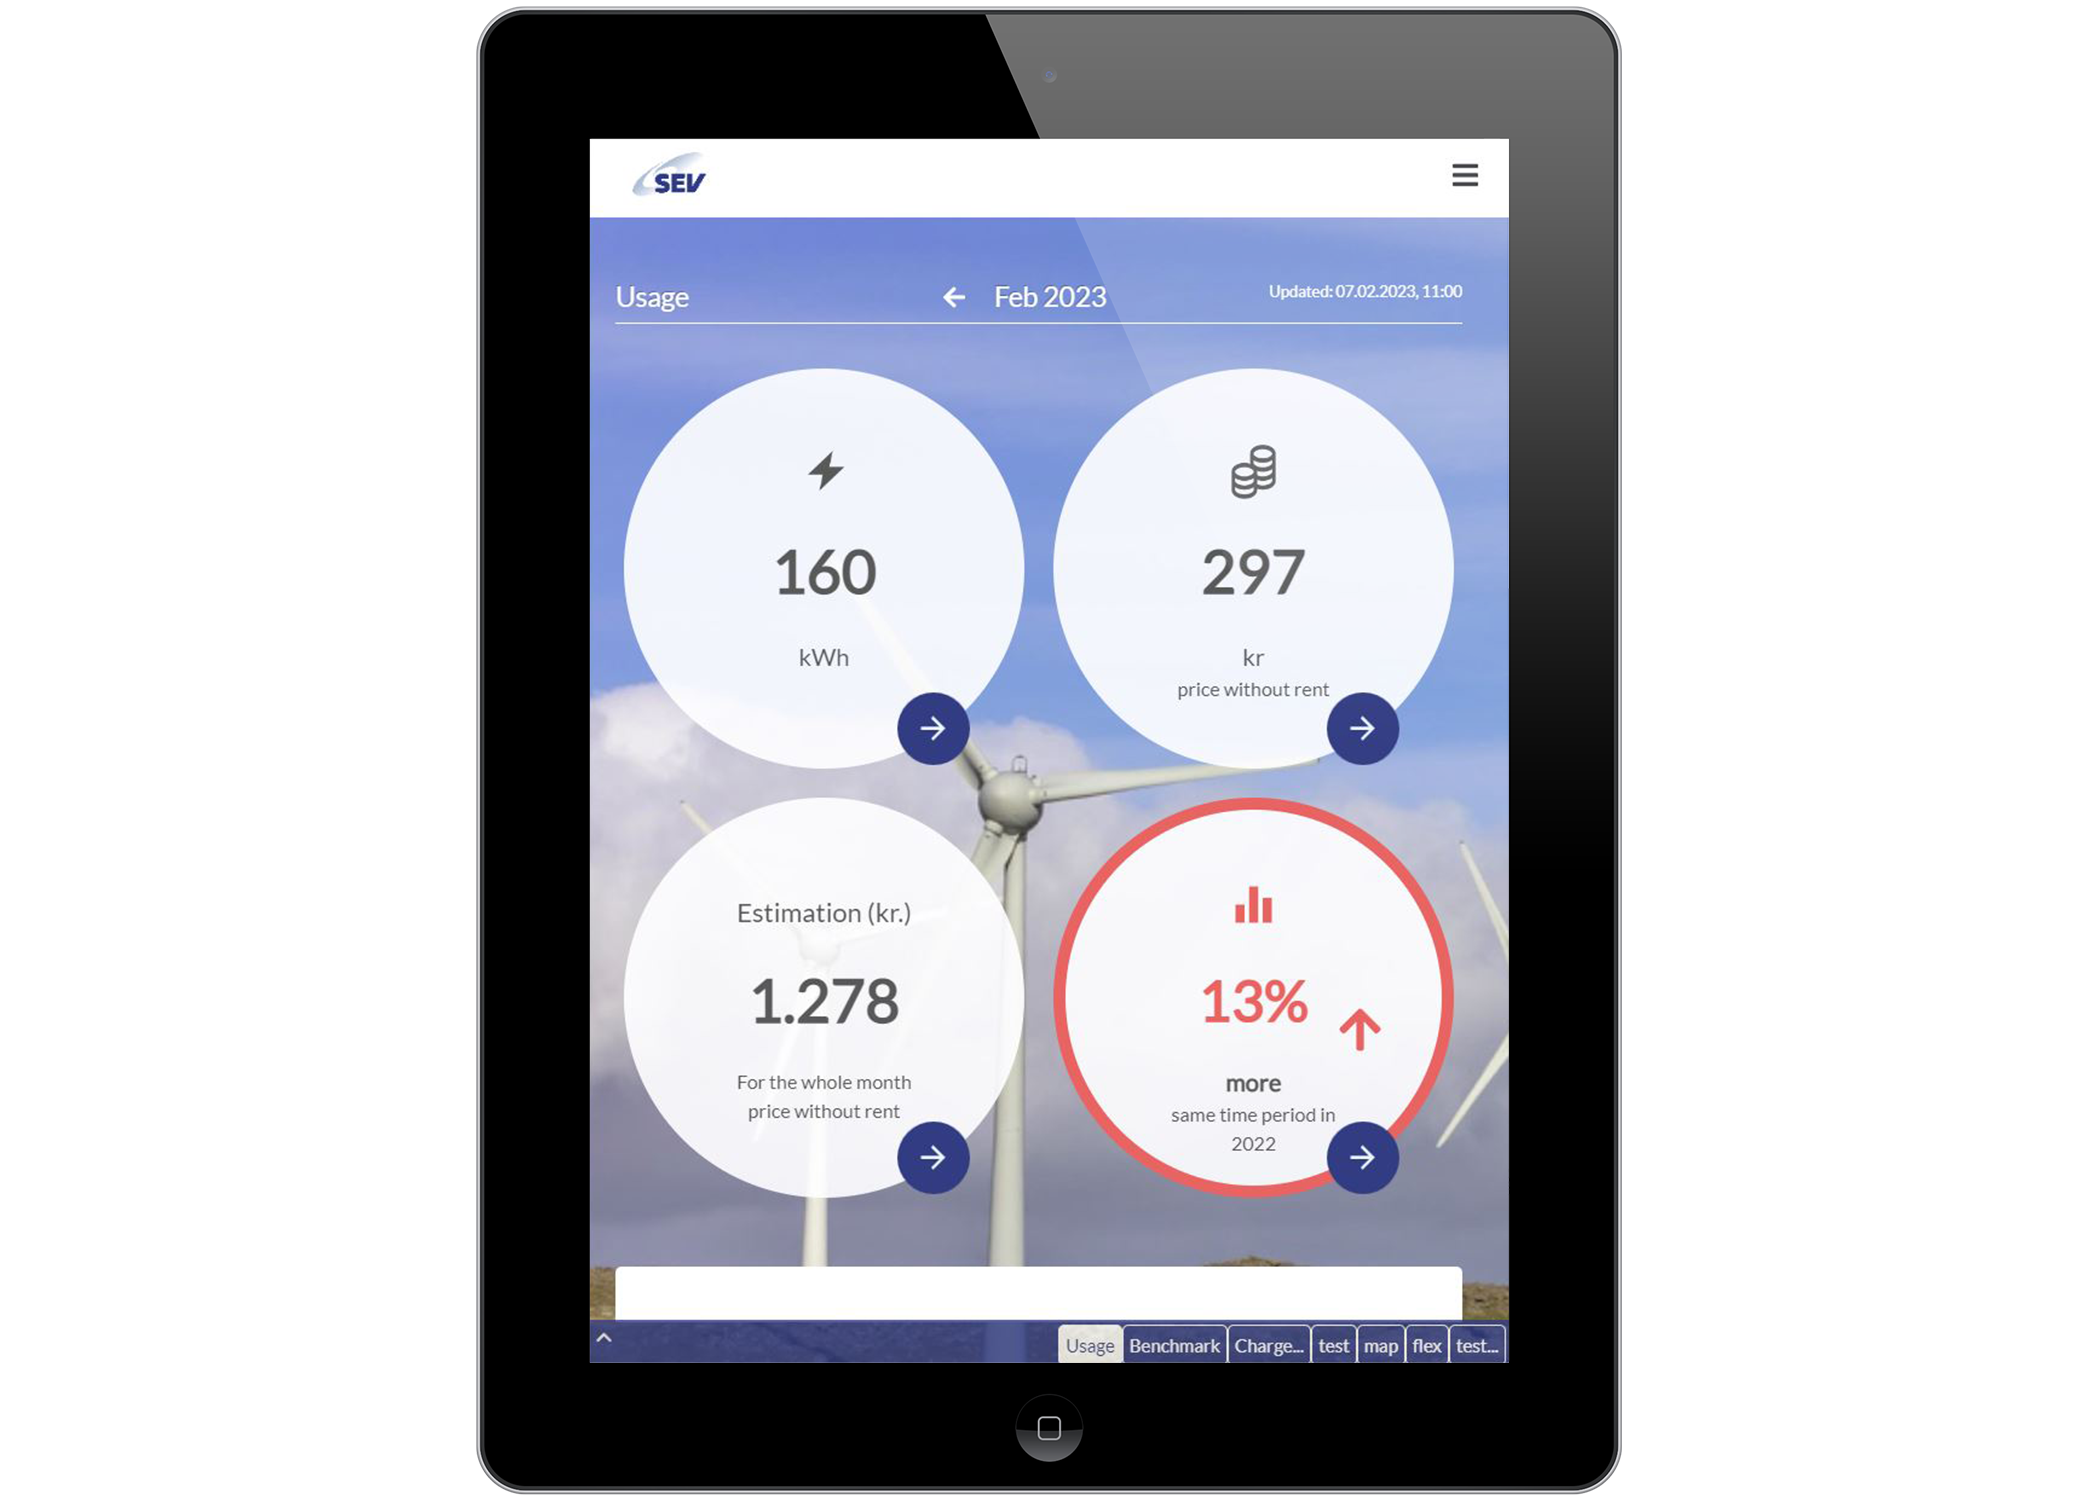 SEV
Usage
Feb 2023
Updated: 07.02.2023, 11:00
160
kWh
297
kr
price without rent
Estimation (kr.)
1.278
For the whole month
price without rent
13%
more
same time period in
2022
Usage
Benchmark
Charge...
test
map
flex
test...